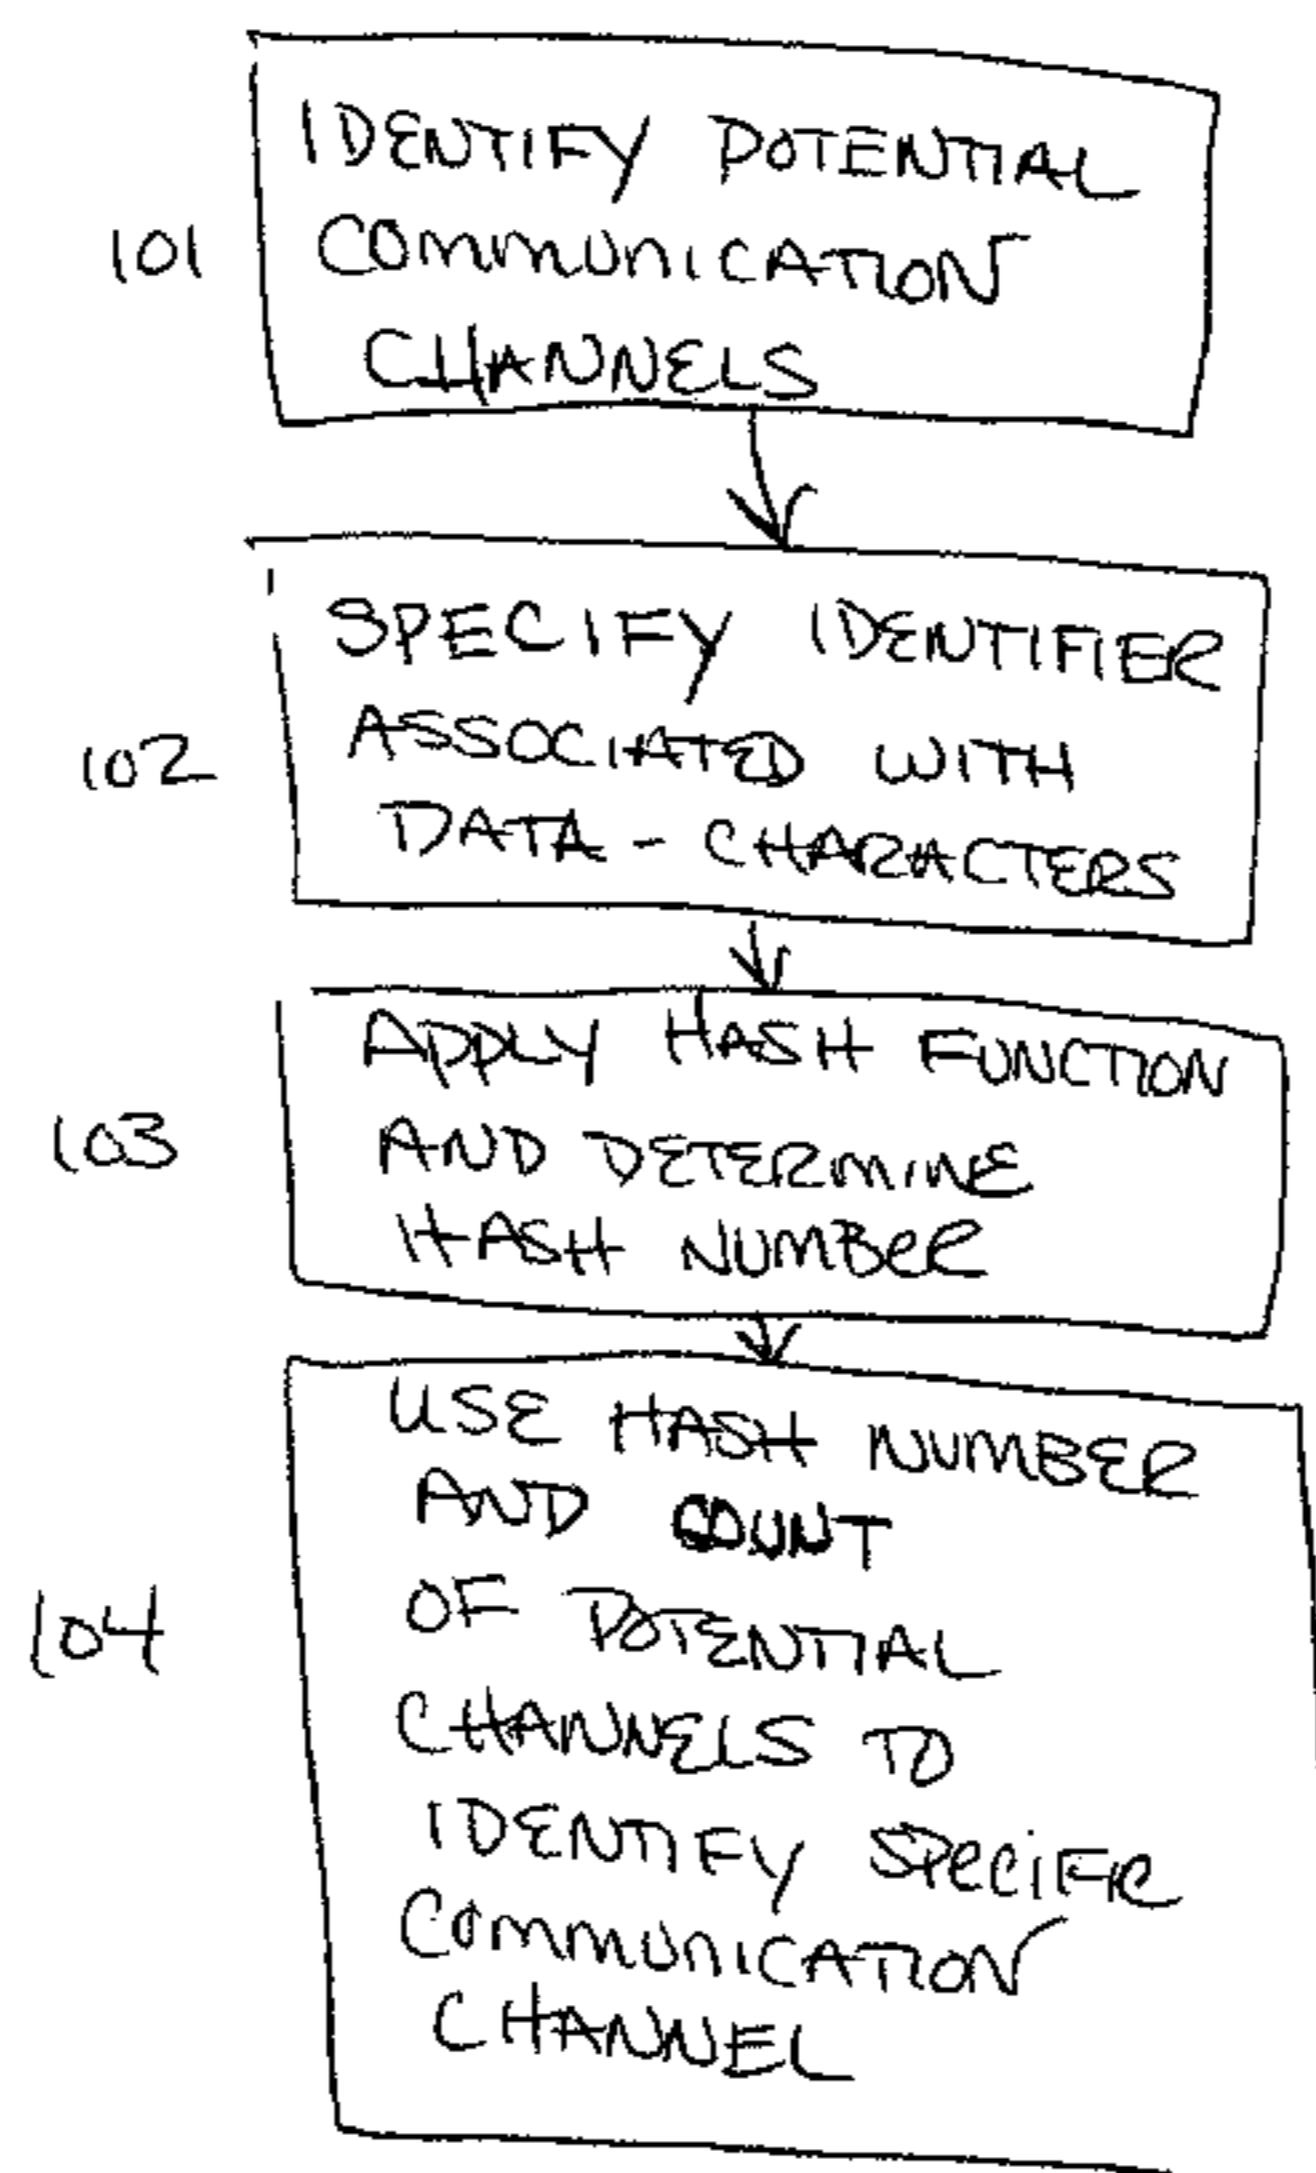 IDENTIFY POTENTIAL
101 COMMUNICATION
CHANNELS
SPECIFY IDENTIFIER
102 ASSOCIATED WITH
DATA - CHARACTERS
APPLY HASH FUNCTION
103 AND DETERMINE
HASH NUMBER
USE HASH NUMBER
AND COUNT
104 OF POTENTIAL
CHANNELS TO
IDENTIFY SPECIFIC
COMMUNICATION
CHANNEL